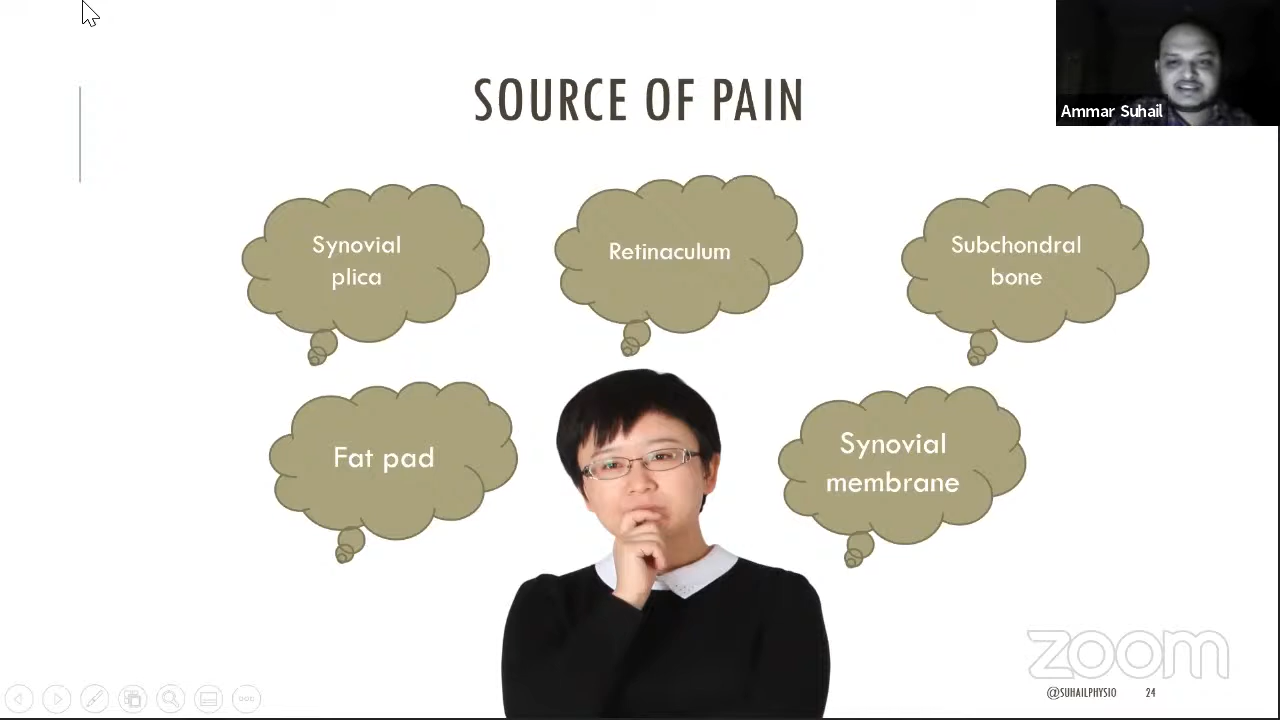 SOURCE OF PAIN
Ammar Suhail
Synovial
plica
Retinaculum
Subchondral
bone
Fat pad
Synovial
membrane
zoom
@SUHAILPHYSIO
24